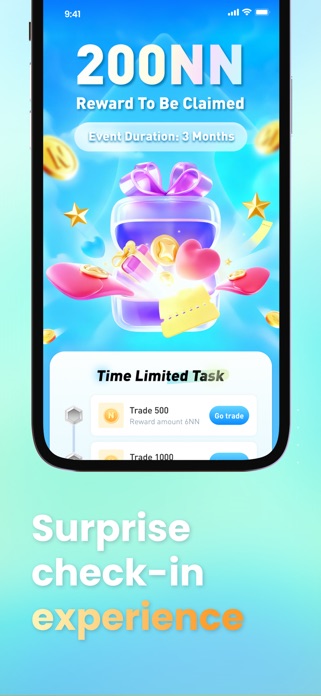 9:41
200NN
Reward To Be Claimed
Event Duration: 3 Months
Time Limited Task
Trade 500
Reward amount 6NN
Go trade
Trade 1000
Surprise
check-in
experience